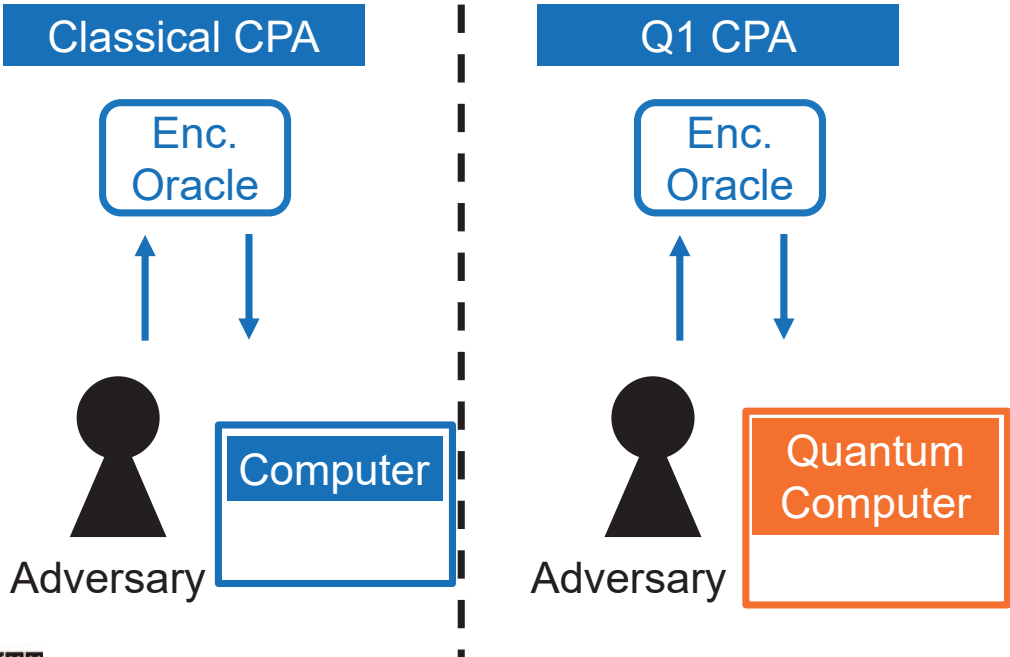 Classical CPA
Enc.
Oracle
Computer
Adversary
Q1 CPA
Enc.
Oracle
Quantum
Computer
Adversary